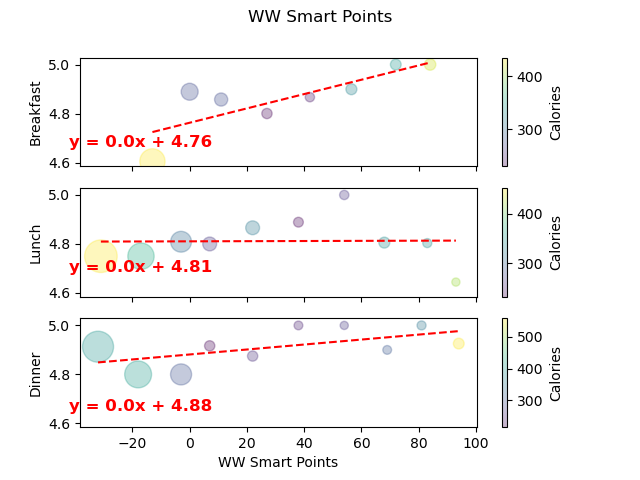 WW Smart Points
5.0
4.8
4.6
Breakfast
y = 0.0x + 4.76
400
300
Calories
5.0
4.8
4.6
Lunch
y = 0.0x + 4.81
400
300
Calories
5.0
4.8
4.6
Dinner
y = 0.0x + 4.88
500
400
300
Calories
−20 0 20 40 60 80 100
WW Smart Points